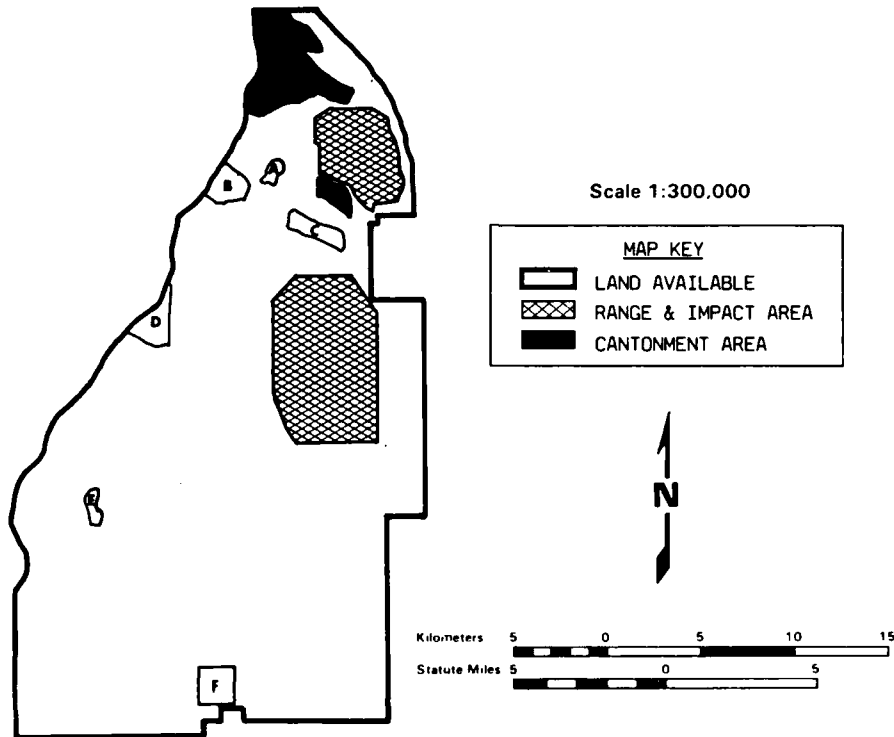 A
B
C
D
E
F
Scale 1:300,000
MAP KEY
LAND AVAILABLE
RANGE & IMPACT AREA
CANTONMENT AREA
N
Kilometers 5 0 5 10 15
Statute Miles 5 0 5